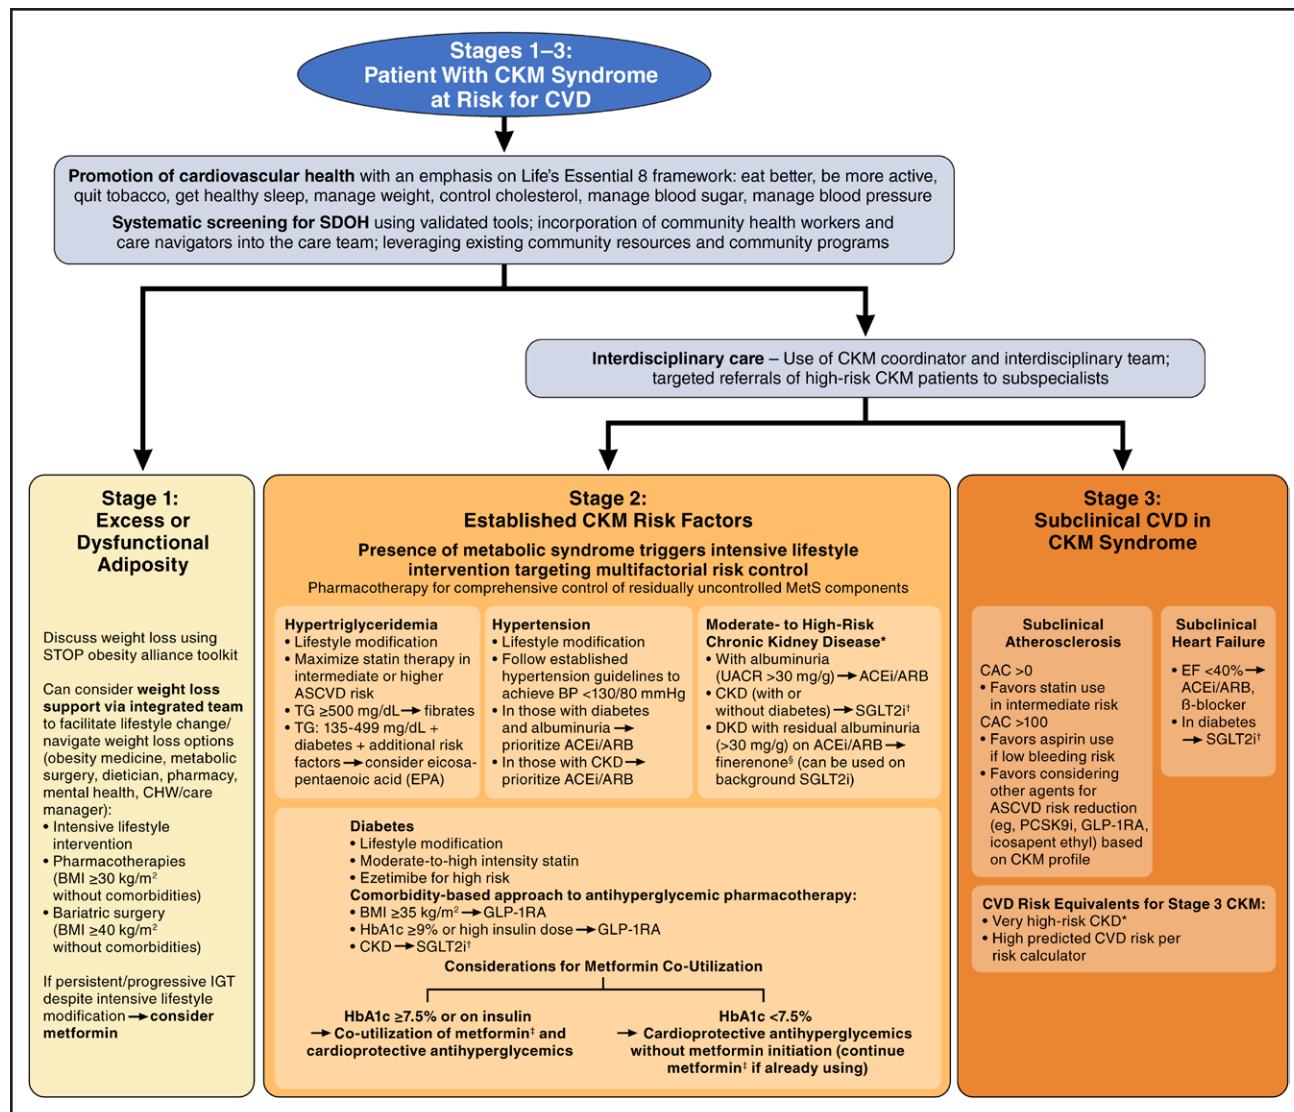 Stages 1–3:
Patient With CKM Syndrome
at Risk for CVD
Promotion of cardiovascular health with an emphasis on Life's Essential 8 framework: eat better, be more active,
quit tobacco, get healthy sleep, manage weight, control cholesterol, manage blood sugar, manage blood pressure
Systematic screening for SDOH using validated tools; incorporation of community health workers and
care navigators into the care team; leveraging existing community resources and community programs
Interdisciplinary care – Use of CKM coordinator and interdisciplinary team;
targeted referrals of high-risk CKM patients to subspecialists
Stage 1:
Excess or
Dysfunctional
Adiposity
Discuss weight loss using
STOP obesity alliance toolkit
Can consider weight loss
support via integrated team
to facilitate lifestyle change/
navigate weight loss options
(obesity medicine, metabolic
surgery, dietician, pharmacy,
mental health, CHW/care
manager):
• Intensive lifestyle
intervention
• Pharmacotherapies
(BMI ≥30 kg/m²
without comorbidities)
• Bariatric surgery
(BMI ≥40 kg/m²
without comorbidities)
If persistent/progressive IGT
despite intensive lifestyle
modification → consider
metformin
Stage 2:
Established CKM Risk Factors
Presence of metabolic syndrome triggers intensive lifestyle
intervention targeting multifactorial risk control
Pharmacotherapy for comprehensive control of residually uncontrolled MetS components
Hypertriglyceridemia
• Lifestyle modification
• Maximize statin therapy in
intermediate or higher
ASCVD risk
• TG ≥500 mg/dL → fibrates
• TG: 135-499 mg/dL +
diabetes + additional risk
factors → consider eicosa-
pentaenoic acid (EPA)
Hypertension
• Lifestyle modification
• Follow established
hypertension guidelines to
achieve BP <130/80 mmHg
• In those with diabetes
and albuminuria →
prioritize ACEi/ARB
• In those with CKD →
prioritize ACEi/ARB
Moderate- to High-Risk
Chronic Kidney Disease*
• With albuminuria
(UACR >30 mg/g) → ACEi/ARB
• CKD (with or
without diabetes) → SGLT2i†
• DKD with residual albuminuria
(>30 mg/g) on ACEi/ARB →
finerenone§ (can be used on
background SGLT2i)
Diabetes
• Lifestyle modification
• Moderate-to-high intensity statin
• Ezetimibe for high risk
Comorbidity-based approach to antihyperglycemic pharmacotherapy:
• BMI ≥35 kg/m² → GLP-1RA
• HbA1c ≥9% or high insulin dose → GLP-1RA
• CKD → SGLT2i†
Considerations for Metformin Co-Utilization
HbA1c ≥7.5% or on insulin
→ Co-utilization of metformin‡ and
cardioprotective antihyperglycemics
HbA1c <7.5%
→ Cardioprotective antihyperglycemics
without metformin initiation (continue
metformin‡ if already using)
Stage 3:
Subclinical CVD in
CKM Syndrome
Subclinical
Atherosclerosis
CAC >0
• Favors statin use
in intermediate risk
CAC >100
• Favors aspirin use
if low bleeding risk
• Favors considering
other agents for
ASCVD risk reduction
(eg, PCSK9i, GLP-1RA,
icosapent ethyl) based
on CKM profile
Subclinical
Heart Failure
• EF <40% →
ACEi/ARB,
ß-blocker
• In diabetes
→ SGLT2i†
CVD Risk Equivalents for Stage 3 CKM:
• Very high-risk CKD*
• High predicted CVD risk per
risk calculator